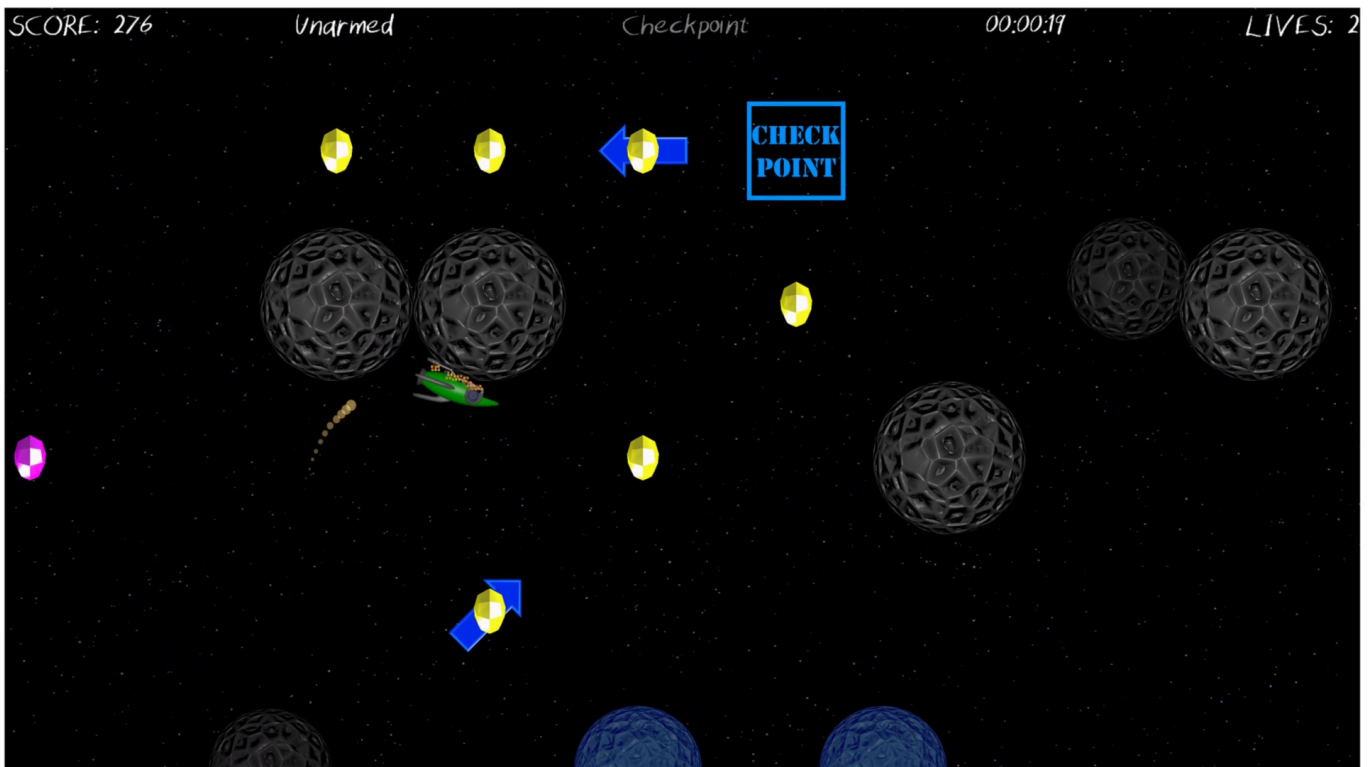 SCORE: 276
Unarmed
Checkpoint
00:00:19
LIVES: 2
CHECK
POINT